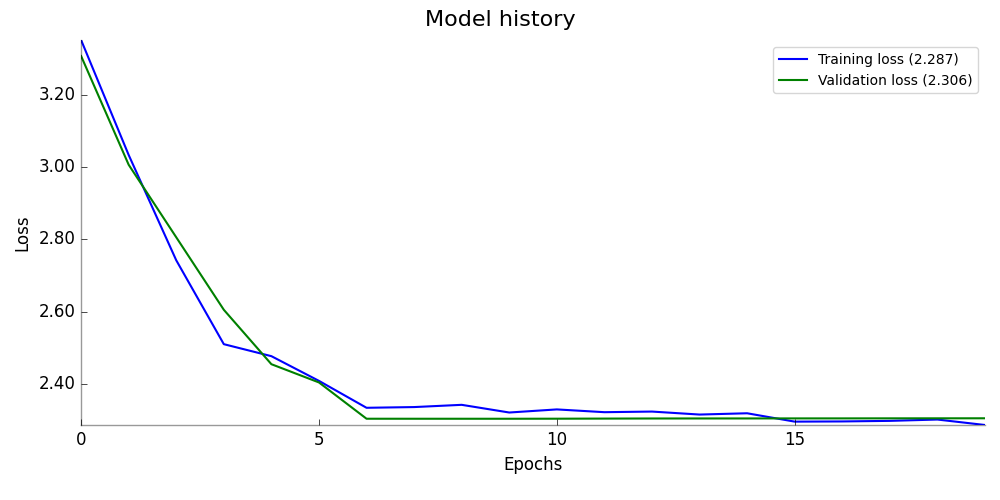 Model history
Training loss (2.287)
Validation loss (2.306)
3.20
3.00
2.80
2.60
2.40
Loss
0 5 10 15
Epochs